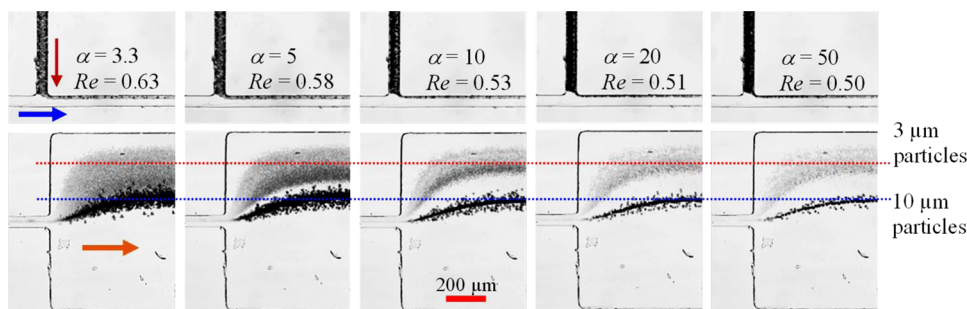 α = 3.3
Re = 0.63
α = 5
Re = 0.58
α = 10
Re = 0.53
α = 20
Re = 0.51
α = 50
Re = 0.50
3 µm
particles
10 µm
particles
200 µm